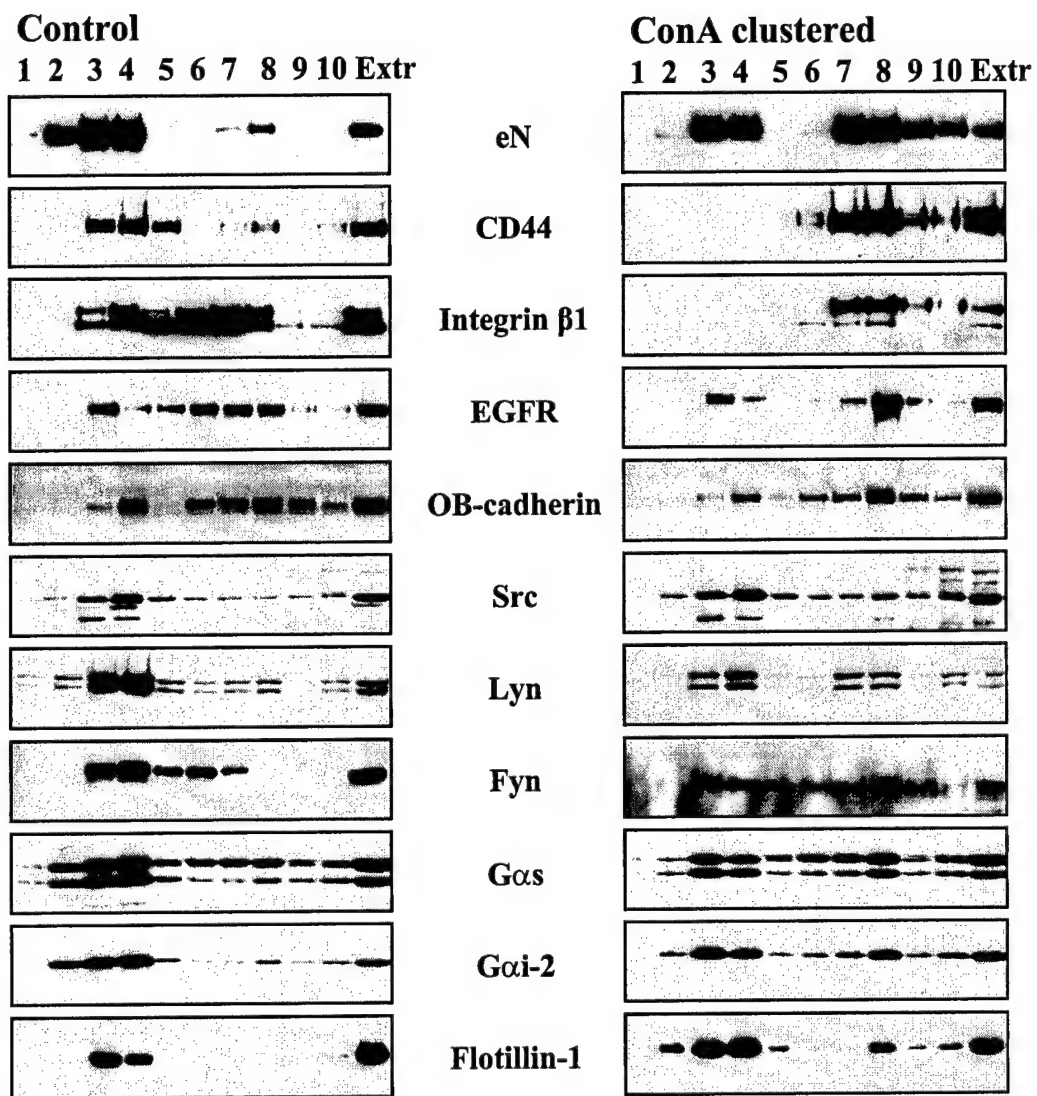 Control
1 2 3 4 5 6 7 8 9 10 Extr
ConA clustered
1 2 3 4 5 6 7 8 9 10 Extr
eN
CD44
Integrin β1
EGFR
OB-cadherin
Src
Lyn
Fyn
Gαs
Gαi-2
Flotillin-1